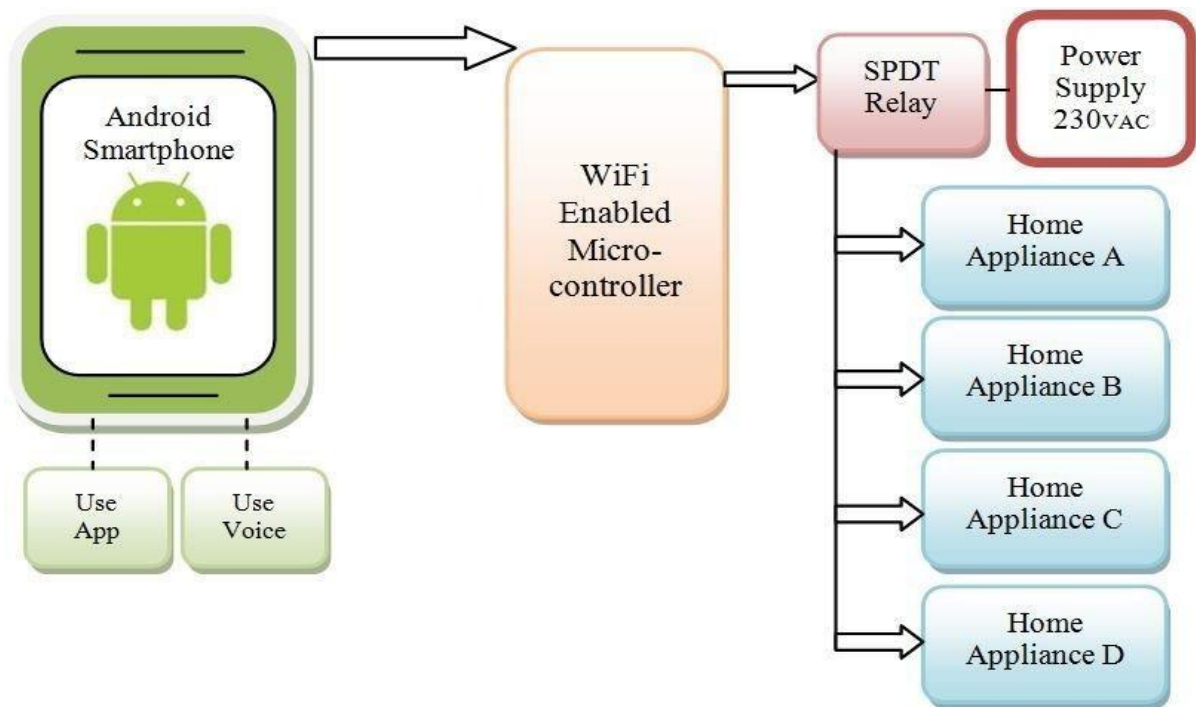 Android
Smartphone
Use
App
Use
Voice
WiFi
Enabled
Micro-
controller
SPDT
Relay
Power
Supply
230VAC
Home
Appliance A
Home
Appliance B
Home
Appliance C
Home
Appliance D